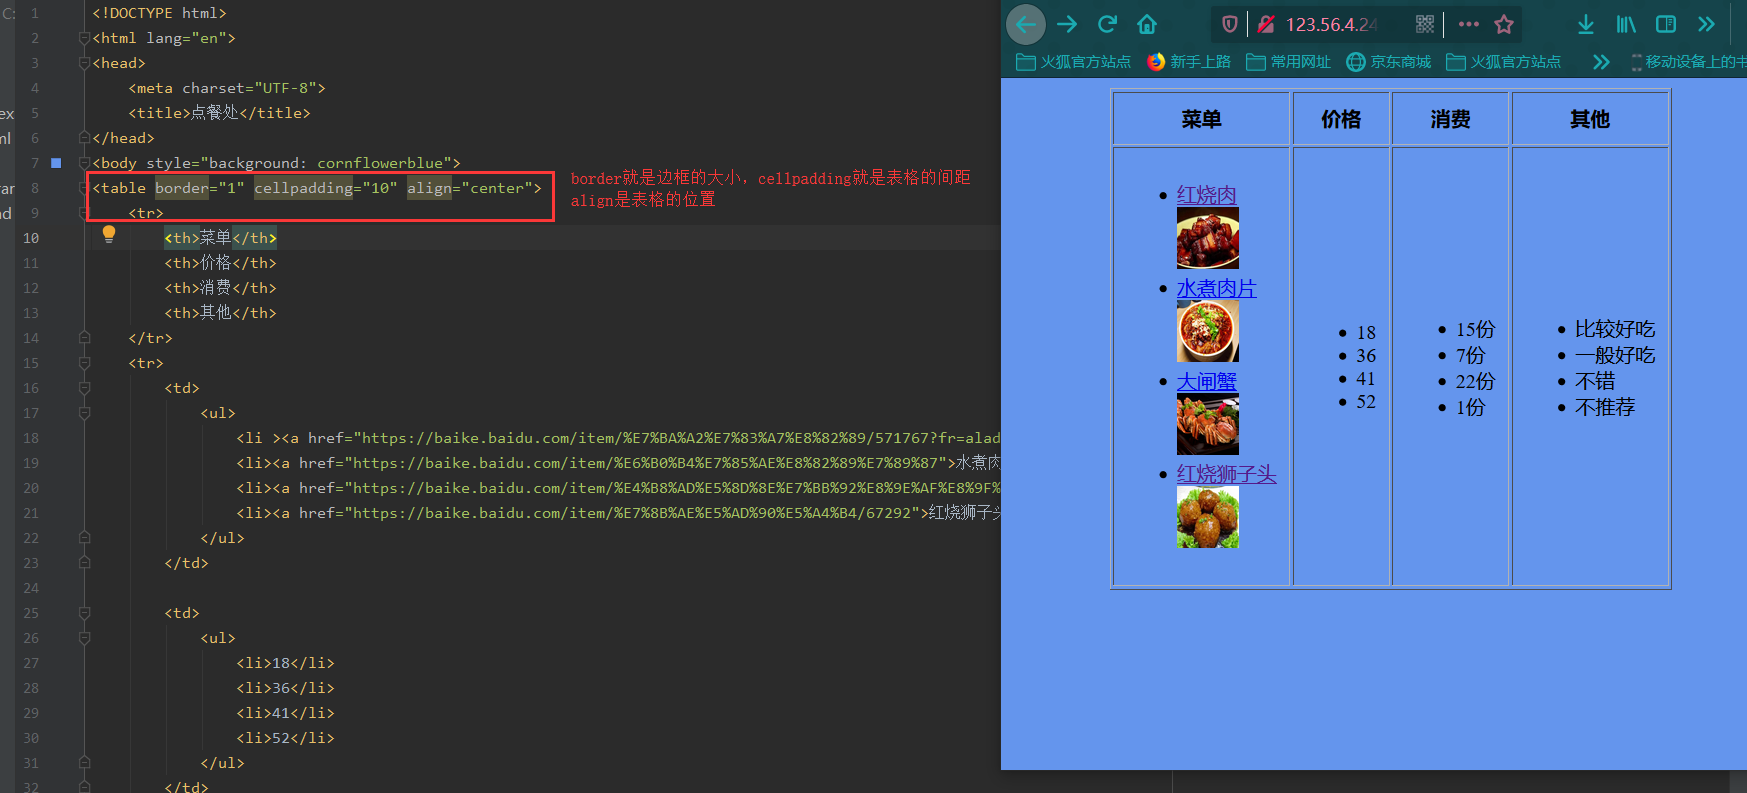 C:
ex
ml
rar
nd
1 <!DOCTYPE html>
2 <html lang="en">
3 <head>
4 <meta charset="UTF-8">
5 <title>点餐处</title>
6 </head>
7 <body style="background: cornflowerblue">
8 <table border="1" cellpadding="10" align="center">
9 <tr>
10 <th>菜单</th>
11 <th>价格</th>
12 <th>消费</th>
13 <th>其他</th>
14 </tr>
15 <tr>
16 <td>
17 <ul>
18 <li ><a href="https://baike.baidu.com/item/%E7%BA%A2%E7%83%A7%E8%82%89/571767?fr=alad
19 <li><a href="https://baike.baidu.com/item/%E6%B0%B4%E7%85%AE%E8%82%89%E7%89%87">水煮肉
20 <li><a href="https://baike.baidu.com/item/%E4%B8%AD%E5%8D%8E%E7%BB%92%E8%9E%AF%E8%9F%
21 <li><a href="https://baike.baidu.com/item/%E7%8B%AE%E5%AD%90%E5%A4%B4/67292">红烧狮子头
22 </ul>
23 </td>
24
25 <td>
26 <ul>
27 <li>18</li>
28 <li>36</li>
29 <li>41</li>
30 <li>52</li>
31 </ul>
32 </td>
border就是边框的大小，cellpadding就是表格的间距
align是表格的位置
123.56.4.24
火狐官方站点 新手上路 常用网址 京东商城 火狐官方站点 移动设备上的书
菜单 价格 消费 其他
红烧肉
水煮肉片
大闸蟹
红烧狮子头
18
36
41
52
15份
7份
22份
1份
比较好吃
一般好吃
不错
不推荐